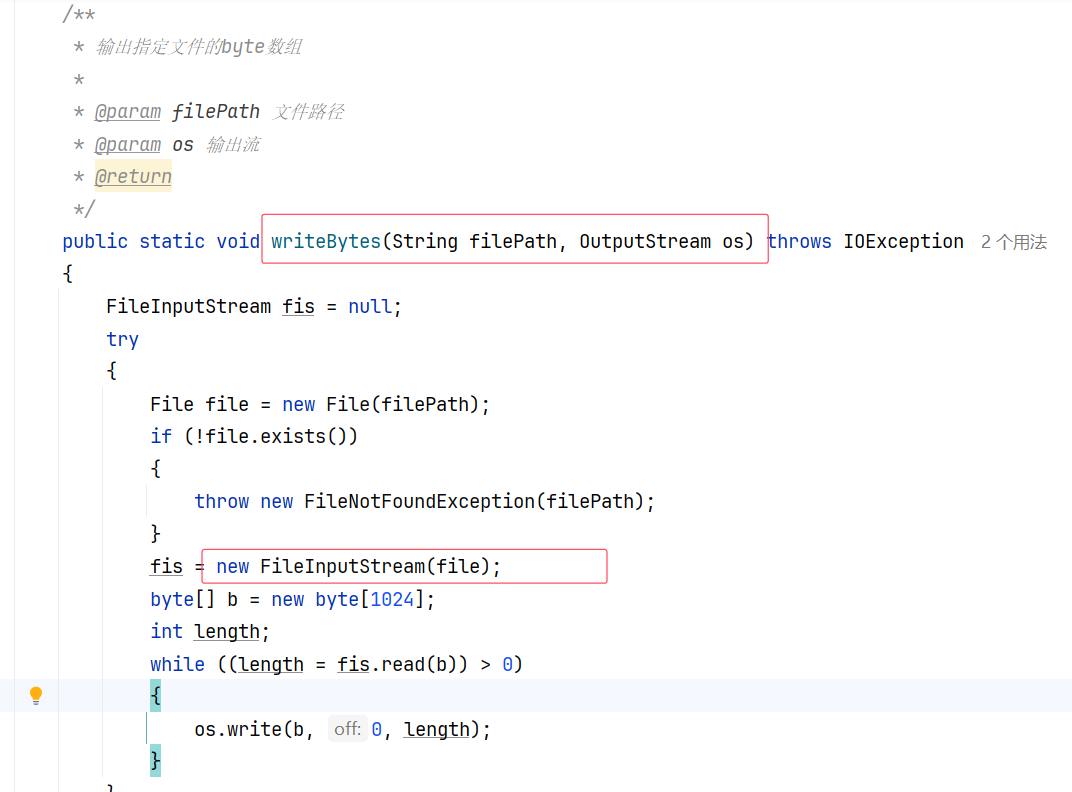 /**
* 输出指定文件的byte数组
*
* @param filePath 文件路径
* @param os 输出流
* @return
*/
public static void writeBytes(String filePath, OutputStream os) throws IOException 2 个用法
{
FileInputStream fis = null;
try
{
File file = new File(filePath);
if (!file.exists())
{
throw new FileNotFoundException(filePath);
}
fis = new FileInputStream(file);
byte[] b = new byte[1024];
int length;
while ((length = fis.read(b)) > 0)
{
os.write(b, off: 0, length);
}